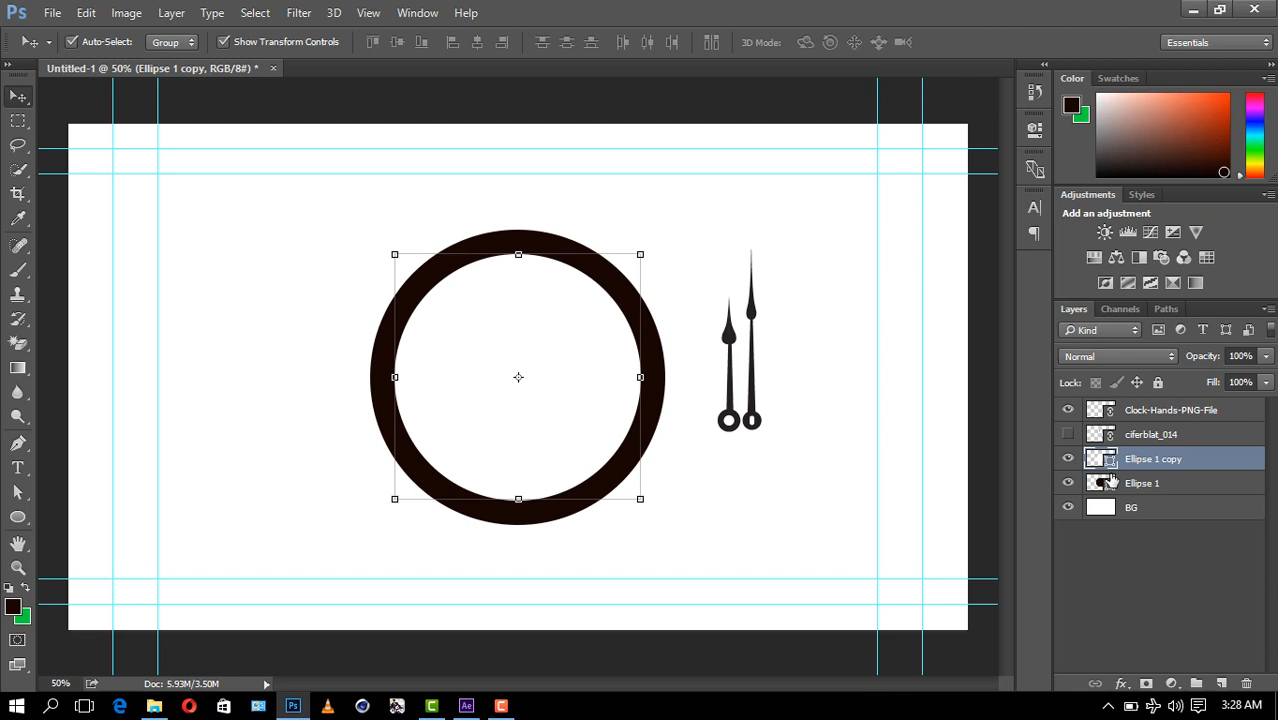 Ps File Edit Image Layer Type Select Filter 3D View Window Help
Auto-Select: Group Show Transform Controls 3D Mode: Essentials
Untitled-1 @ 50% (Ellipse 1 copy, RGB/8#) * ×
Color Swatches
Adjustments Styles
Add an adjustment
Layers Channels Paths
Kind
Normal Opacity: 100%
Lock: Fill: 100%
Clock-Hands-PNG-File
ciferblat_014
Ellipse 1 copy
Ellipse 1
BG
50% Doc: 5.93M/3.50M
Ps Ae 3:28 AM